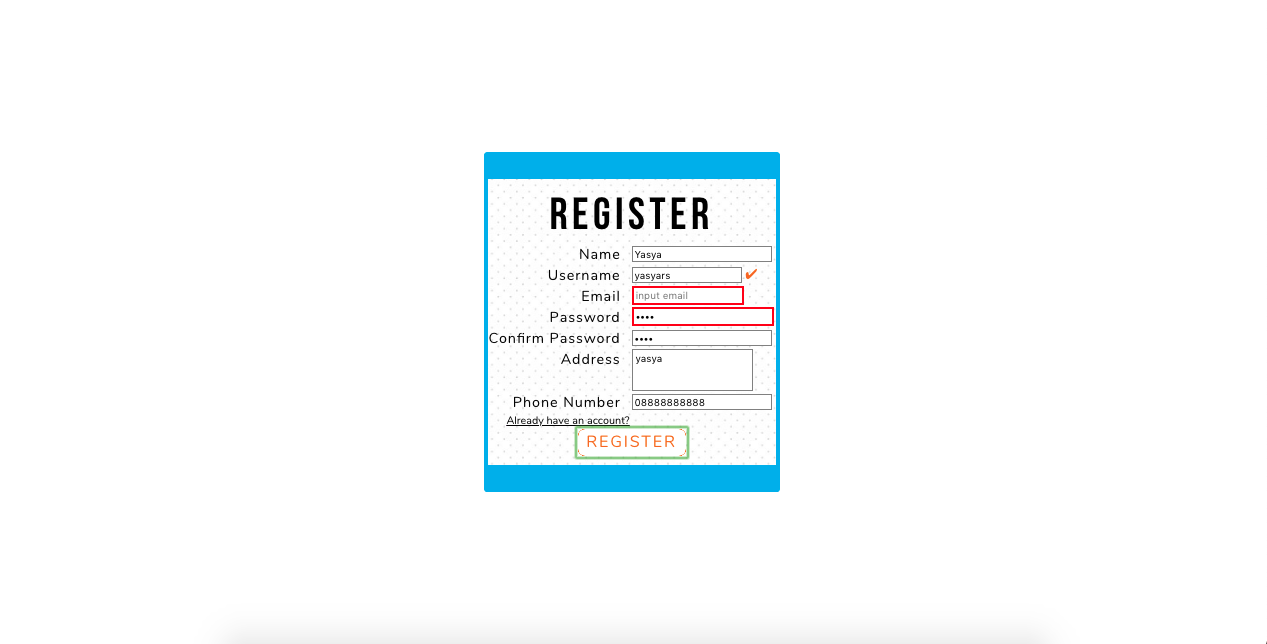 REGISTER
Name Yasya
Username yasyars ✔
Email input email
Password ••••
Confirm Password ••••
Address yasya
Phone Number 08888888888
Already have an account?
REGISTER